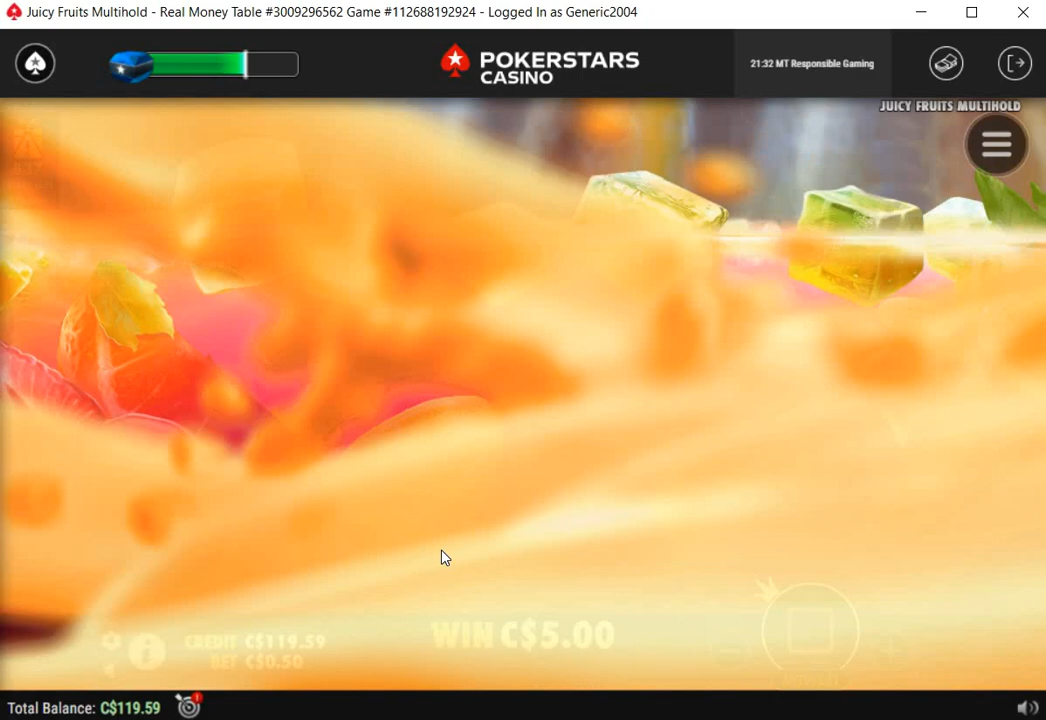 Juicy Fruits Multihold - Real Money Table #3009296562 Game #112688192924 - Logged In as Generic2004
POKERSTARS
CASINO
21:32 MT Responsible Gaming
JUICY FRUITS MULTIHOLD
WIN C$5.00
CREDIT C$119.59
BET C$0.50
Total Balance: C$119.59